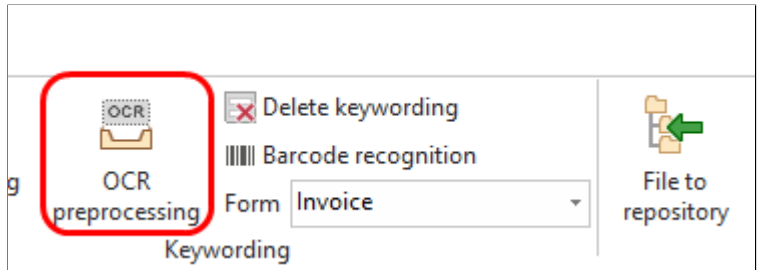 OCR
OCR
preprocessing
Delete keywording
Barcode recognition
Form Invoice
Keywording
File to
repository